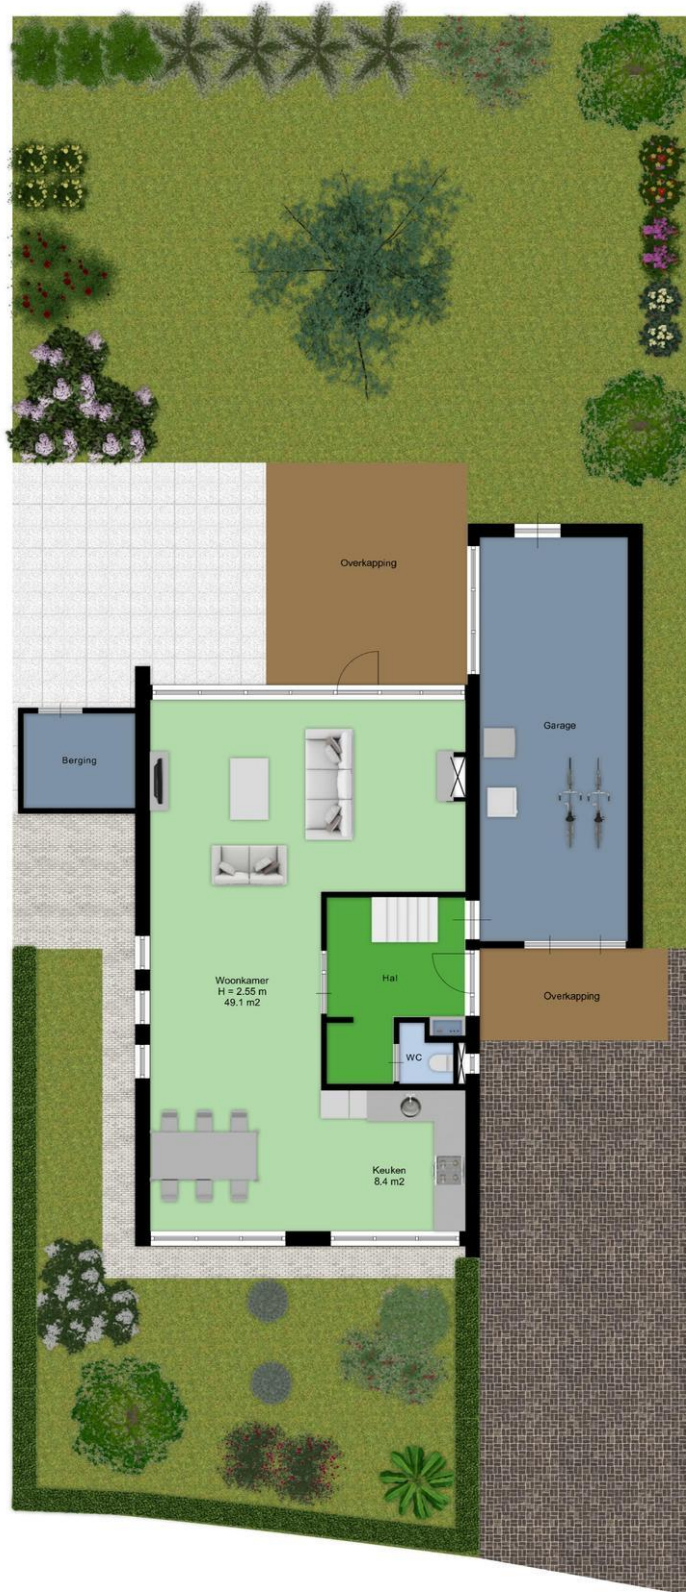 Overkapping
Garage
Berging
Woonkamer
H = 2.55 m
49.1 m2
Hal
Overkapping
WC
Keuken
8.4 m2